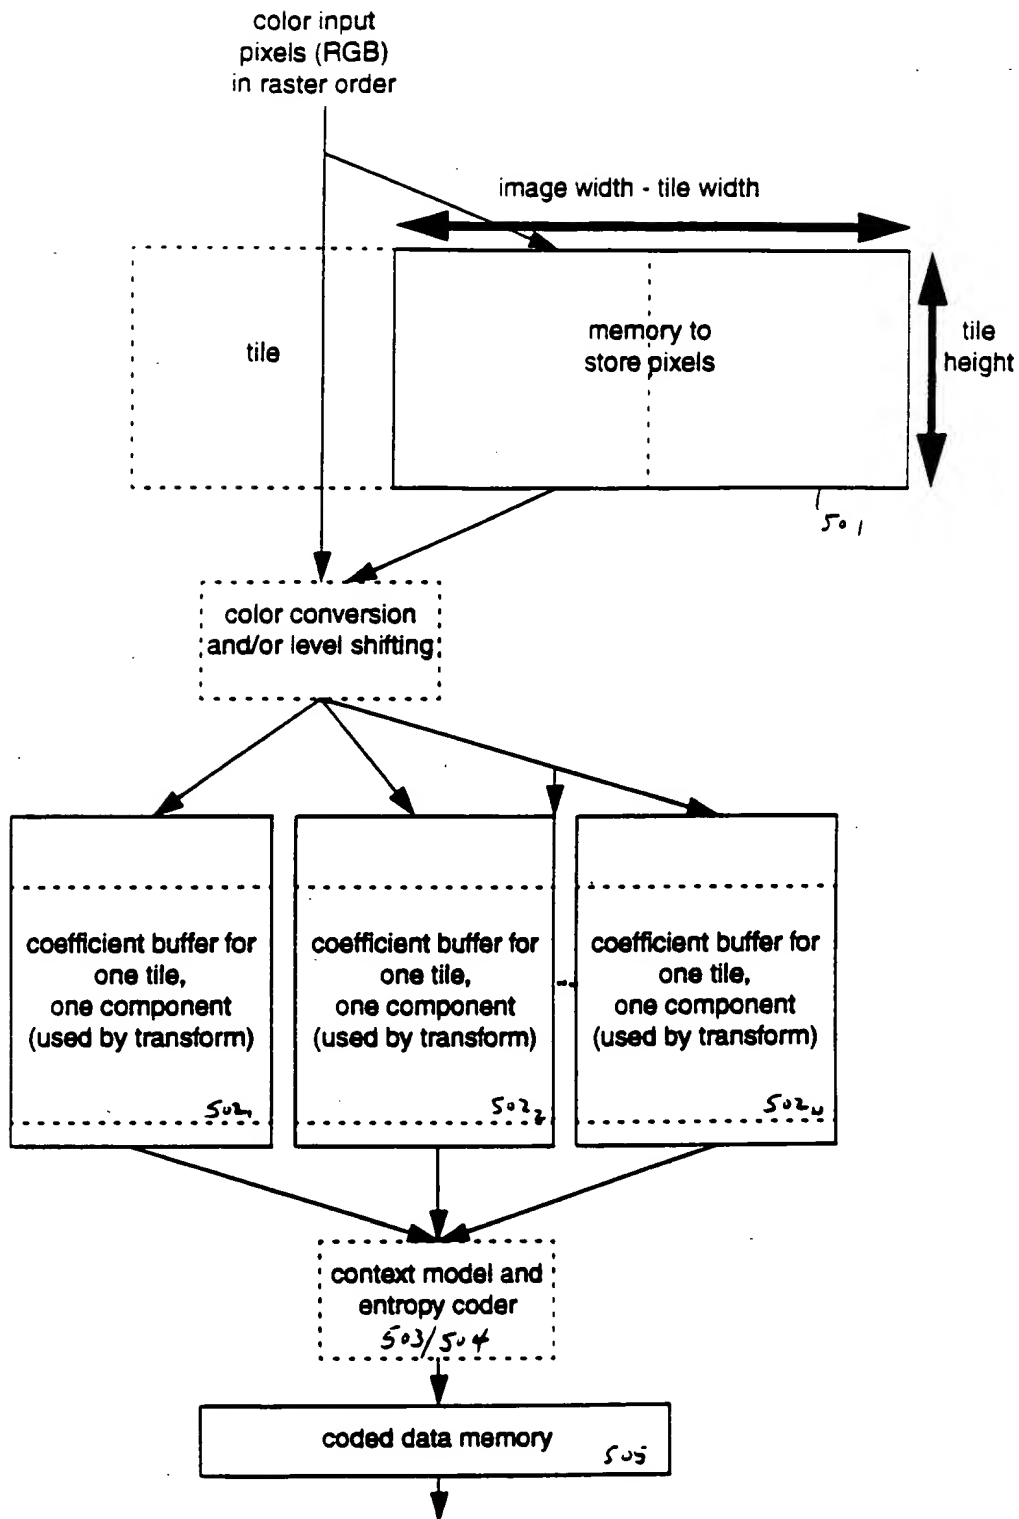 color input
pixels (RGB)
in raster order
image width - tile width
tile
memory to
store pixels
tile
height
501
color conversion
and/or level shifting
coefficient buffer for
one tile,
one component
(used by transform)
502₁
coefficient buffer for
one tile,
one component
(used by transform)
502₂
coefficient buffer for
one tile,
one component
(used by transform)
502ₙ
context model and
entropy coder
503/504
coded data memory
505